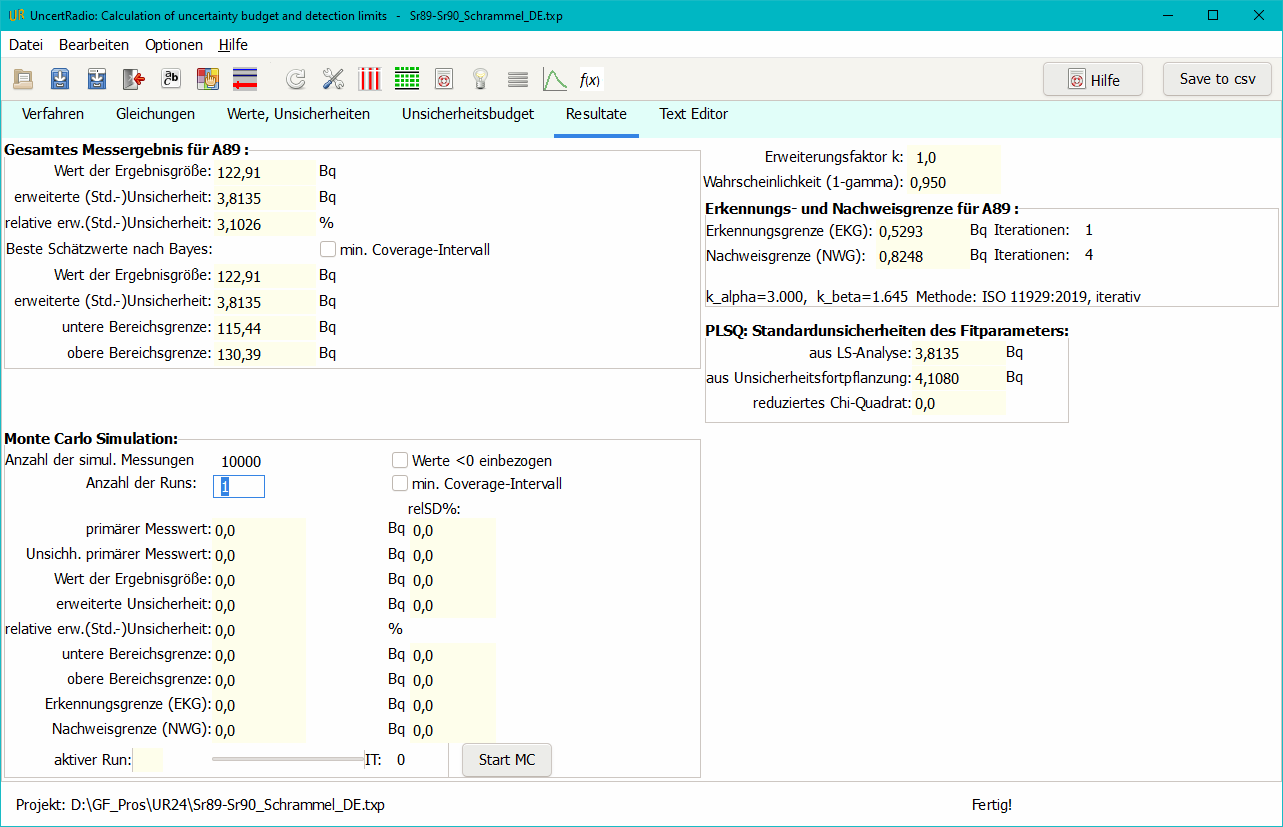 UR UncertRadio: Calculation of uncertainty budget and detection limits - Sr89-Sr90_Schrammel_DE.txp
Datei Bearbeiten Optionen Hilfe
ab f(x) Hilfe Save to csv
Verfahren Gleichungen Werte, Unsicherheiten Unsicherheitsbudget Resultate Text Editor
Gesamtes Messergebnis für A89 :
Wert der Ergebnisgröße: 122,91 Bq
erweiterte (Std.-)Unsicherheit: 3,8135 Bq
relative erw.(Std.-)Unsicherheit: 3,1026 %
Beste Schätzwerte nach Bayes: min. Coverage-Intervall
Wert der Ergebnisgröße: 122,91 Bq
erweiterte (Std.-)Unsicherheit: 3,8135 Bq
untere Bereichsgrenze: 115,44 Bq
obere Bereichsgrenze: 130,39 Bq
Erweiterungsfaktor k: 1,0
Wahrscheinlichkeit (1-gamma): 0,950
Erkennungs- und Nachweisgrenze für A89 :
Erkennungsgrenze (EKG): 0,5293 Bq Iterationen: 1
Nachweisgrenze (NWG): 0,8248 Bq Iterationen: 4
k_alpha=3.000, k_beta=1.645 Methode: ISO 11929:2019, iterativ
PLSQ: Standardunsicherheiten des Fitparameters:
aus LS-Analyse: 3,8135 Bq
aus Unsicherheitsfortpflanzung: 4,1080 Bq
reduziertes Chi-Quadrat: 0,0
Monte Carlo Simulation:
Anzahl der simul. Messungen 10000 Werte <0 einbezogen
Anzahl der Runs: 1 min. Coverage-Intervall
relSD%:
primärer Messwert: 0,0 Bq 0,0
Unsichh. primärer Messwert: 0,0 Bq 0,0
Wert der Ergebnisgröße: 0,0 Bq 0,0
erweiterte Unsicherheit: 0,0 Bq 0,0
relative erw.(Std.-)Unsicherheit: 0,0 %
untere Bereichsgrenze: 0,0 Bq 0,0
obere Bereichsgrenze: 0,0 Bq 0,0
Erkennungsgrenze (EKG): 0,0 Bq 0,0
Nachweisgrenze (NWG): 0,0 Bq 0,0
aktiver Run: IT: 0 Start MC
Projekt: D:\GF_Pros\UR24\Sr89-Sr90_Schrammel_DE.txp Fertig!